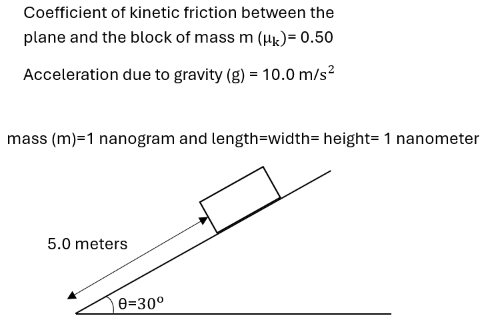 Coefficient of kinetic friction between the
plane and the block of mass m (μₖ)= 0.50
Acceleration due to gravity (g) = 10.0 m/s²
mass (m)=1 nanogram and length=width= height= 1 nanometer
5.0 meters
θ=30⁰